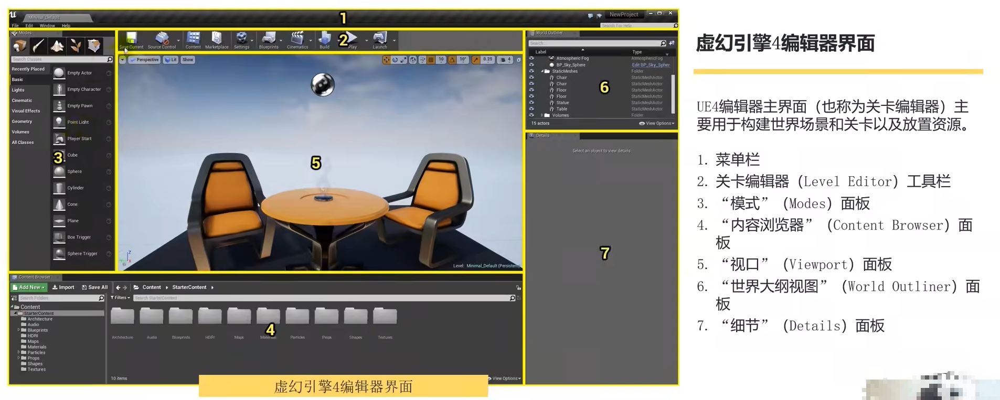 Minimal_Default
NewProject
File Edit Window Help
Search For Help
1
Modes
Search Classes
Recently Placed
Basic
Lights
Cinematic
Visual Effects
Geometry
Volumes
All Classes
Empty Actor
Empty Character
Empty Pawn
Point Light
Player Start
Cube
Sphere
Cylinder
Cone
Plane
Box Trigger
Sphere Trigger
3
Save Current Source Control Content Marketplace Settings Blueprints Cinematics Build Play Launch
2
Perspective Lit Show
10 10° 0.25 4
5
Z
X
Level: Minimal_Default (Persistent)
World Outliner
Search...
Label Type
Atmospheric Fog AtmosphericFog
BP_Sky_Sphere Edit BP_Sky_Spher
StaticMeshes Folder
Chair StaticMeshActor
Chair StaticMeshActor
Floor StaticMeshActor
Floor StaticMeshActor
Statue StaticMeshActor
Table StaticMeshActor
Volumes Folder
15 actors View Options
6
Details
Select an object to view details.
7
Content Browser
Add New Import Save All Content StarterContent
Search Folders
Filters Search StarterContent
Content
StarterContent
Architecture
Audio
Blueprints
HDRI
Maps
Materials
Particles
Props
Shapes
Textures
Architecture Audio Blueprints HDRI Maps Materials Particles Props Shapes Textures
4
10 items View Options
虚幻引擎4编辑器界面
虚幻引擎4编辑器界面
UE4编辑器主界面（也称为关卡编辑器）主
要用于构建世界场景和关卡以及放置资源。
1. 菜单栏
2. 关卡编辑器（Level Editor）工具栏
3. “模式”（Modes）面板
4. “内容浏览器”（Content Browser）面
板
5. “视口”（Viewport）面板
6. “世界大纲视图”（World Outliner）面
板
7. “细节”（Details）面板